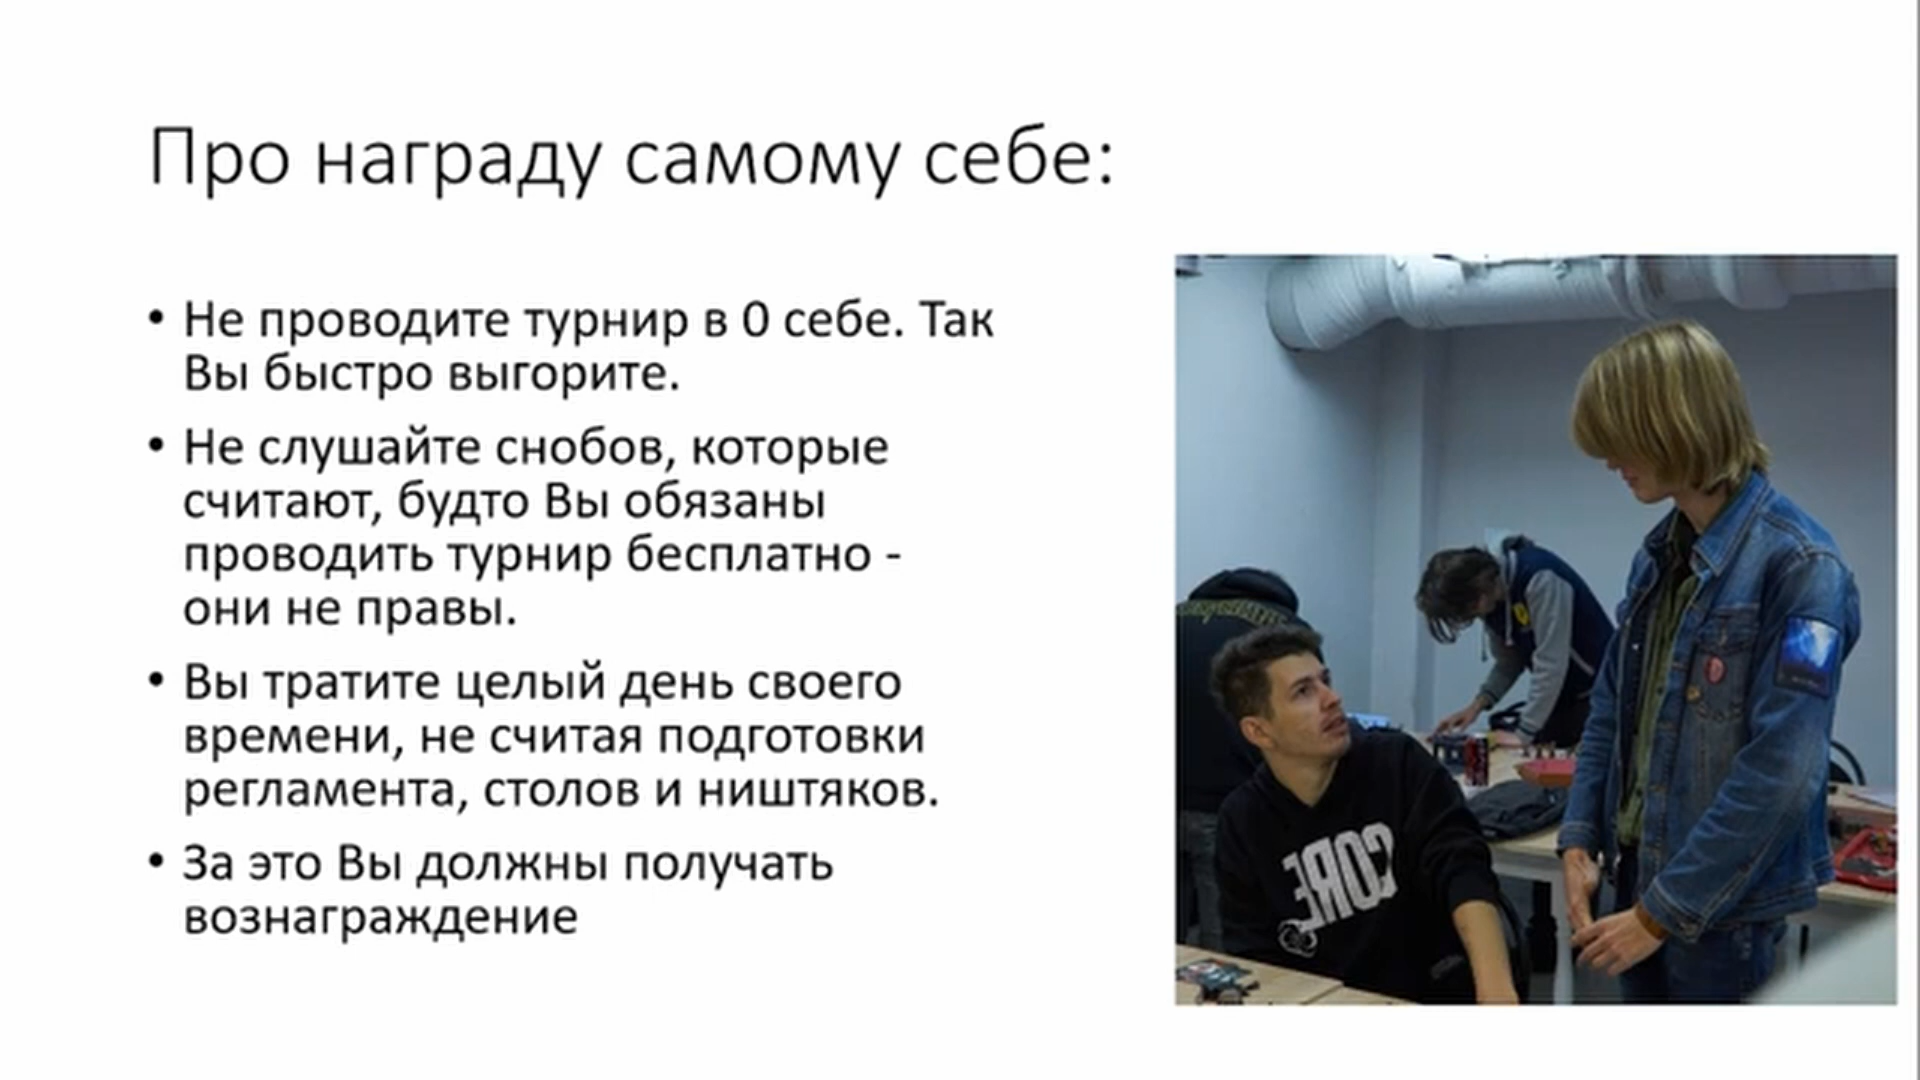 Про награду самому себе:
• Не проводите турнир в 0 себе. Так
Вы быстро выгорите.
• Не слушайте снобов, которые
считают, будто Вы обязаны
проводить турнир бесплатно -
они не правы.
• Вы тратите целый день своего
времени, не считая подготовки
регламента, столов и ништяков.
• За это Вы должны получать
вознаграждение
CORE